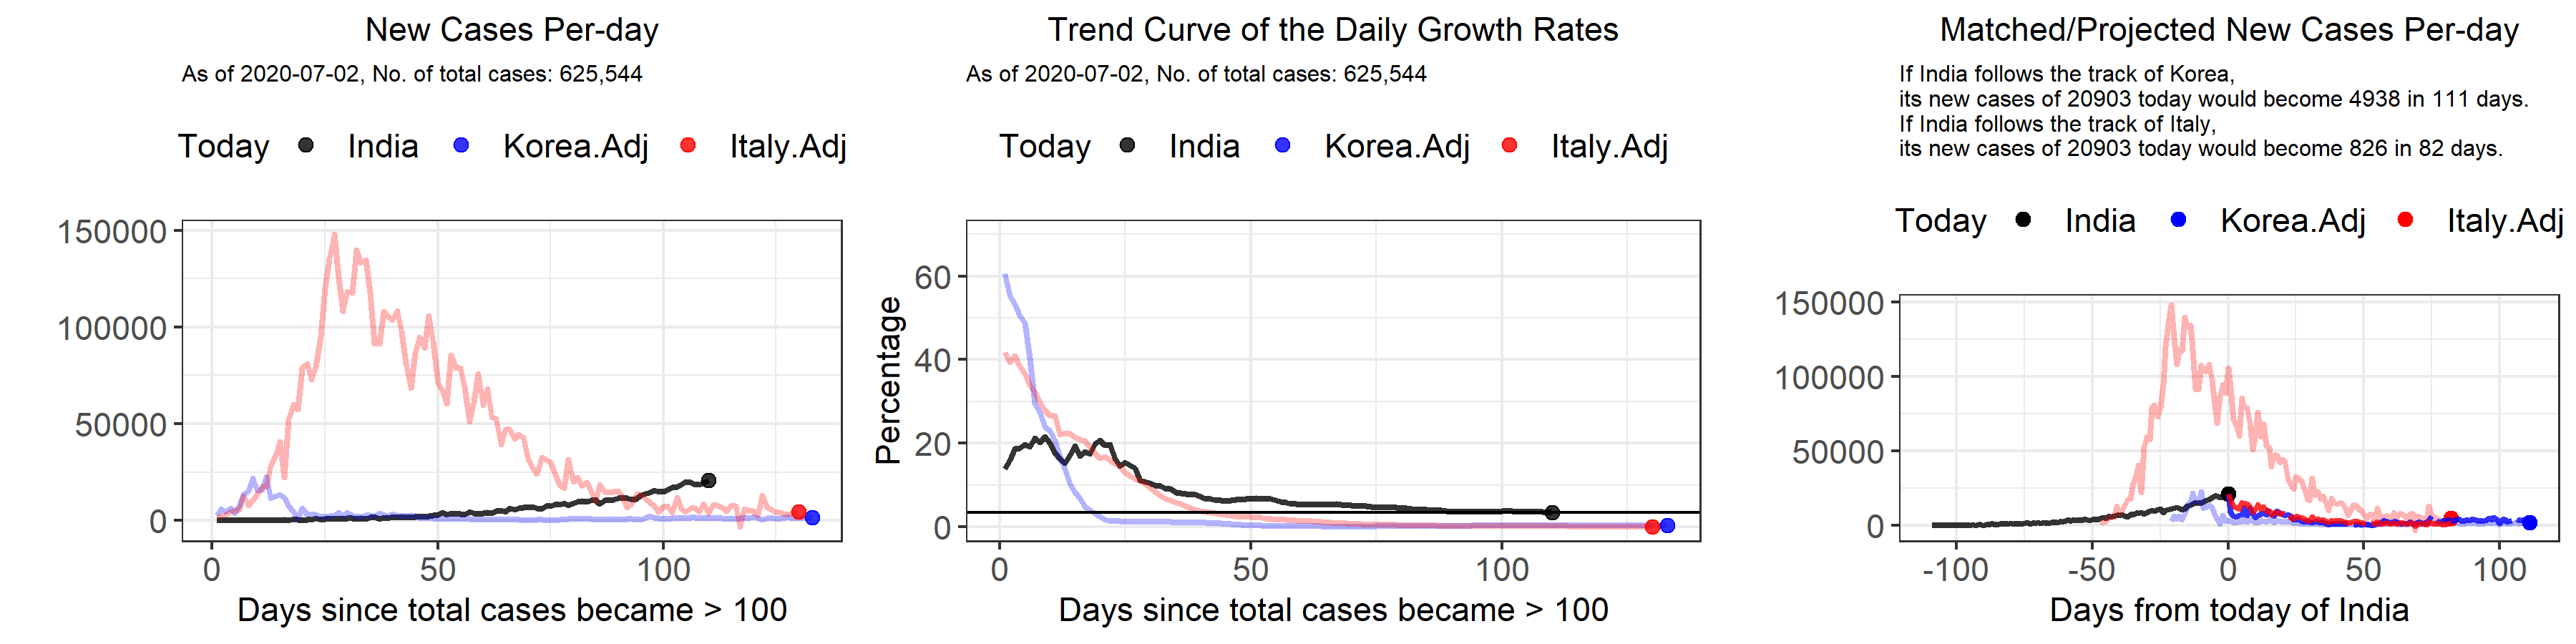 New Cases Per-day
As of 2020-07-02, No. of total cases: 625,544
Today India Korea.Adj Italy.Adj
150000
100000
50000
0
0 50 100
Days since total cases became > 100
Trend Curve of the Daily Growth Rates
As of 2020-07-02, No. of total cases: 625,544
Today India Korea.Adj Italy.Adj
Percentage
60
40
20
0
0 50 100
Days since total cases became > 100
Matched/Projected New Cases Per-day
If India follows the track of Korea,
its new cases of 20903 today would become 4938 in 111 days.
If India follows the track of Italy,
its new cases of 20903 today would become 826 in 82 days.
Today India Korea.Adj Italy.Adj
150000
100000
50000
0
-100 -50 0 50 100
Days from today of India